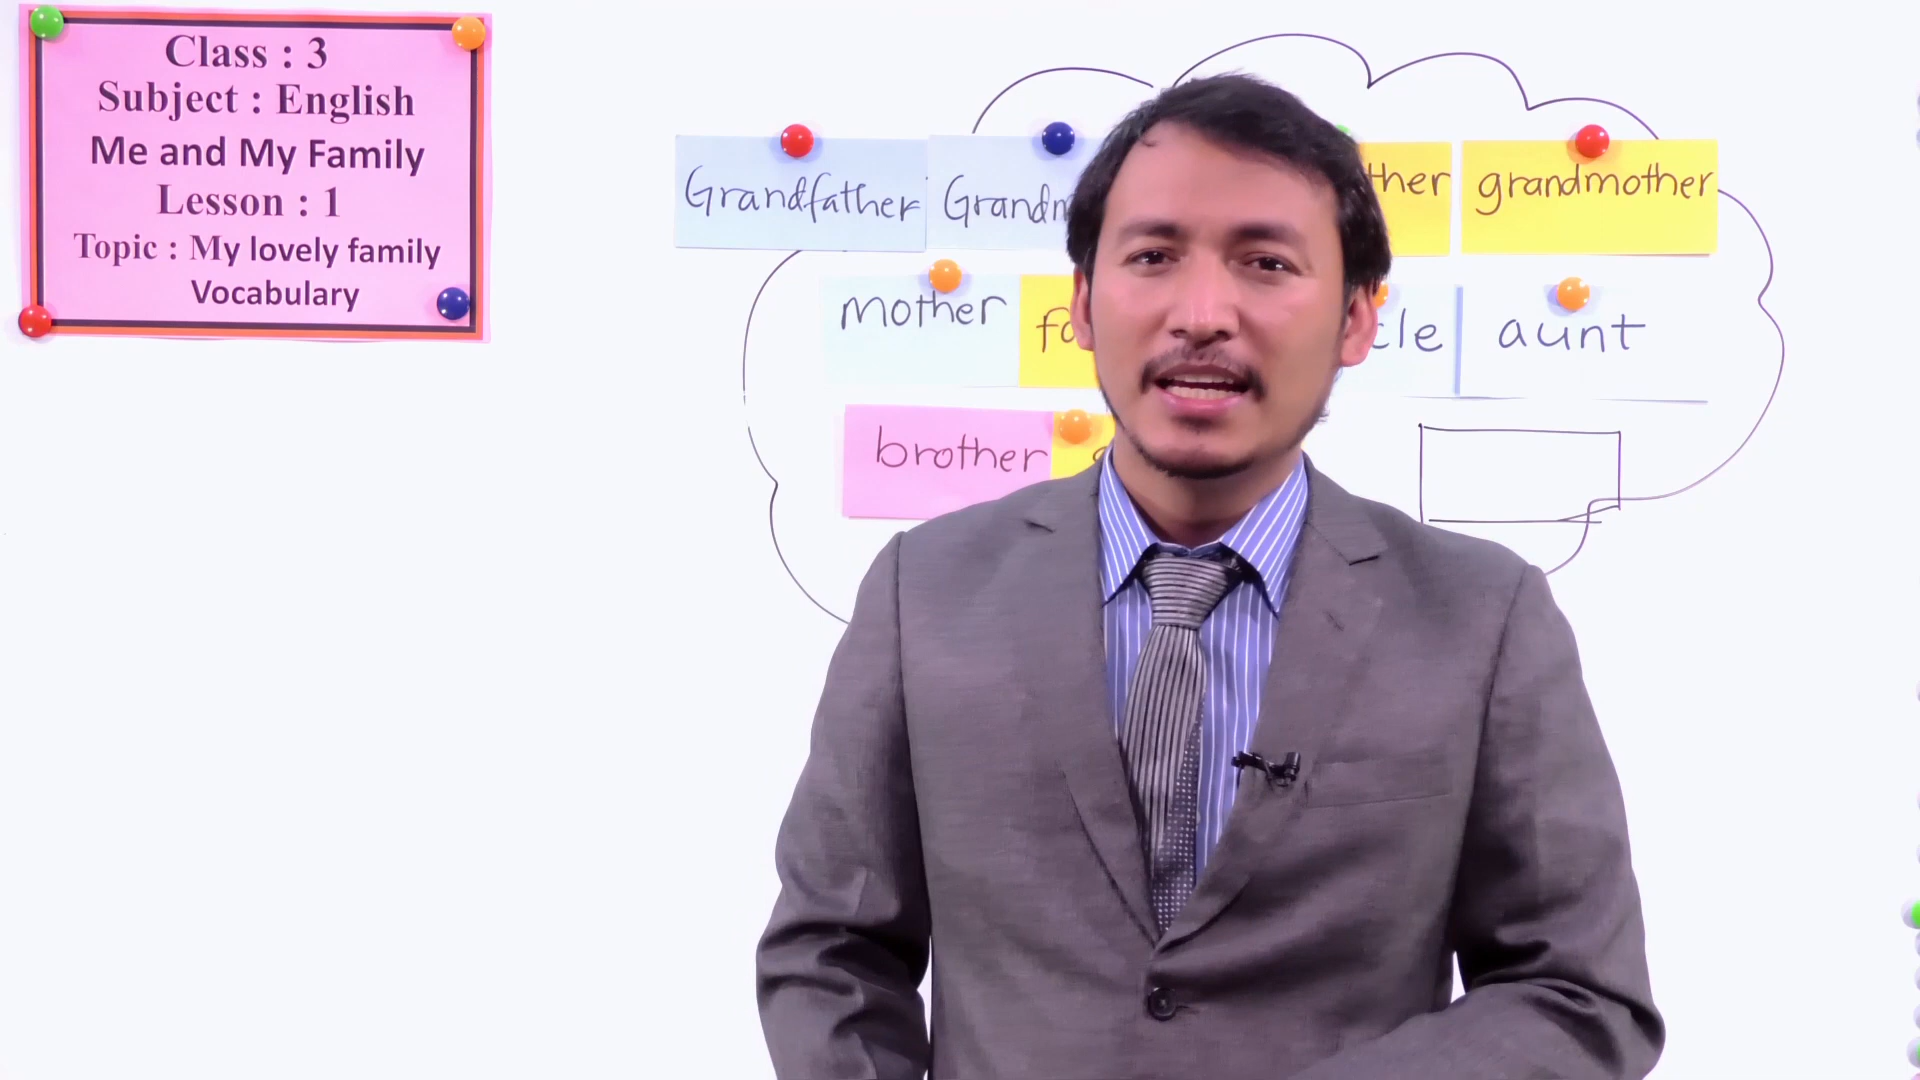 Class : 3
Subject : English
Me and My Family
Lesson : 1
Topic : My lovely family
Vocabulary
Grandfather
grandmother
mother
aunt
brother